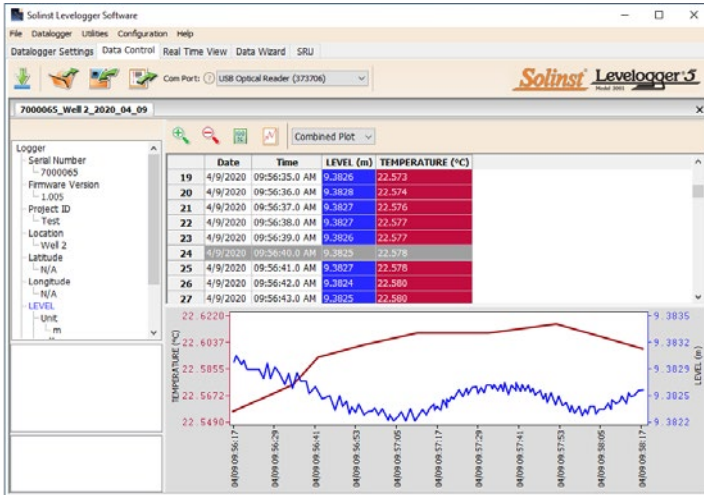 Solinst Levelogger Software
File Datalogger Utilities Configuration Help
Datalogger Settings Data Control Real Time View Data Wizard SRU
Com Port: ? USB Optical Reader (373706)
Solinst Levelogger 5
Model 3001
7000065_Well 2_2020_04_09 X
Combined Plot
Logger
Serial Number
7000065
Firmware Version
1.005
Project ID
Test
Location
Well 2
Latitude
N/A
Longitude
N/A
LEVEL
Unit
m
Date Time LEVEL (m) TEMPERATURE (°C)
19 4/9/2020 09:56:35.0 AM 9.3826 22.573
20 4/9/2020 09:56:36.0 AM 9.3828 22.574
21 4/9/2020 09:56:37.0 AM 9.3827 22.576
22 4/9/2020 09:56:38.0 AM 9.3827 22.577
23 4/9/2020 09:56:39.0 AM 9.3826 22.577
24 4/9/2020 09:56:40.0 AM 9.3825 22.578
25 4/9/2020 09:56:41.0 AM 9.3827 22.578
26 4/9/2020 09:56:42.0 AM 9.3824 22.580
27 4/9/2020 09:56:43.0 AM 9.3825 22.580
TEMPERATURE (°C)
22.6220
22.6037
22.5855
22.5672
22.5490
9.3835
9.3832
9.3828
9.3825
9.3822
LEVEL (m)
04/09 09:56:17
04/09 09:56:29
04/09 09:56:41
04/09 09:56:53
04/09 09:57:05
04/09 09:57:17
04/09 09:57:29
04/09 09:57:41
04/09 09:57:53
04/09 09:58:05
04/09 09:58:17